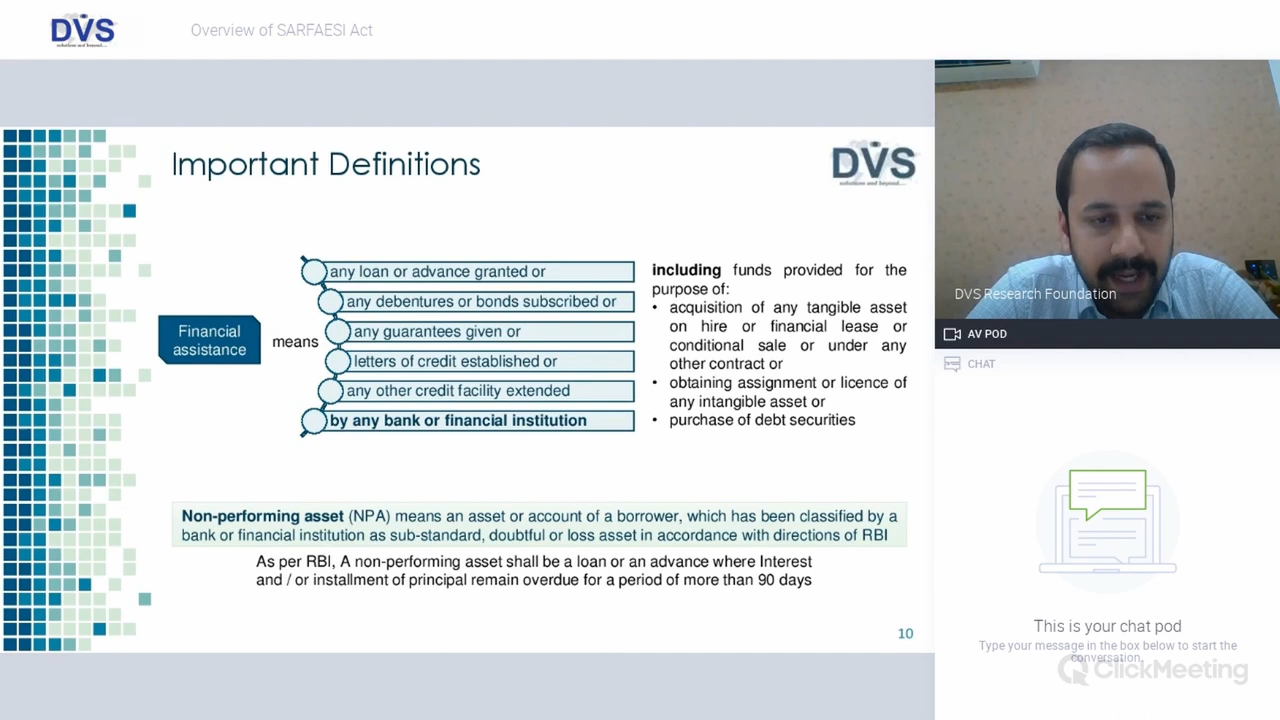 DVS
solutions and beyond....
Overview of SARFAESI Act
Important Definitions
DVS
solutions and beyond....
Financial
assistance
means
any loan or advance granted or
any debentures or bonds subscribed or
any guarantees given or
letters of credit established or
any other credit facility extended
by any bank or financial institution
including funds provided for the
purpose of:
• acquisition of any tangible asset
on hire or financial lease or
conditional sale or under any
other contract or
• obtaining assignment or licence of
any intangible asset or
• purchase of debt securities
Non-performing asset (NPA) means an asset or account of a borrower, which has been classified by a
bank or financial institution as sub-standard, doubtful or loss asset in accordance with directions of RBI
As per RBI, A non-performing asset shall be a loan or an advance where Interest
and / or installment of principal remain overdue for a period of more than 90 days
10
DVS Research Foundation
AV POD
CHAT
This is your chat pod
Type your message in the box below to start the
conversation.
ClickMeeting